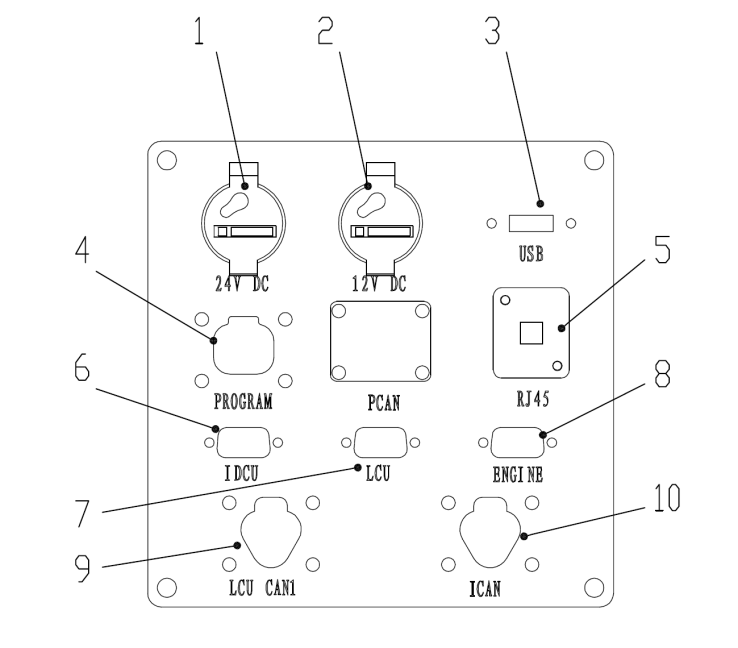 1 2 3
24V DC 12V DC USB
4 5
PROGRAM PCAN RJ45
6 8
IDCU LCU ENGINE
7 10
9
LCU CAN1 ICAN